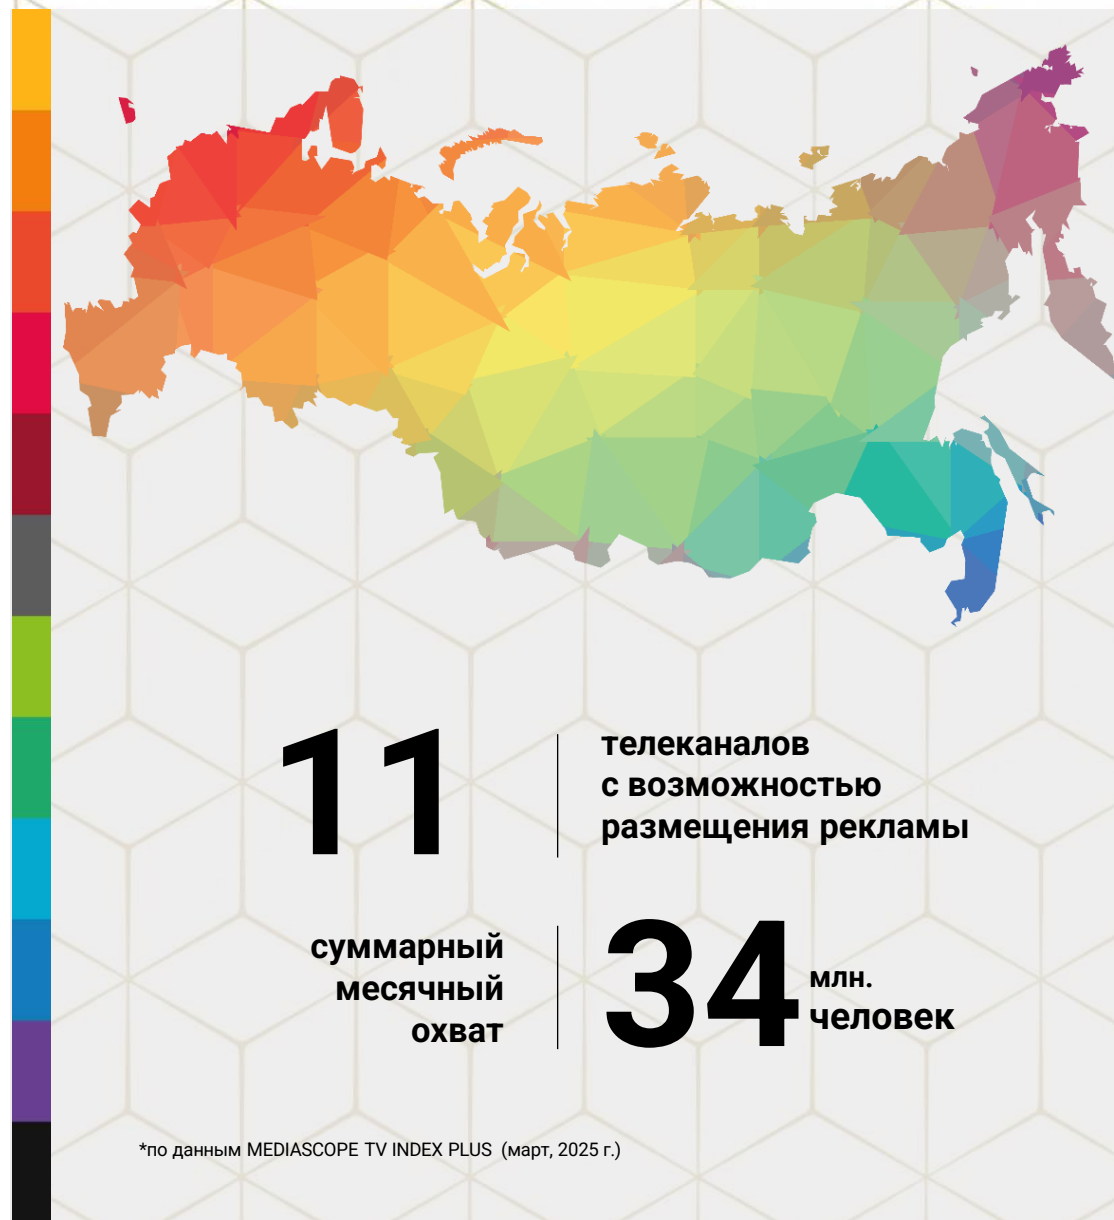 11
телеканалов
с возможностью
размещения рекламы
суммарный
месячный
охват
34
млн.
человек
*по данным MEDIASCOPE TV INDEX PLUS (март, 2025 г.)